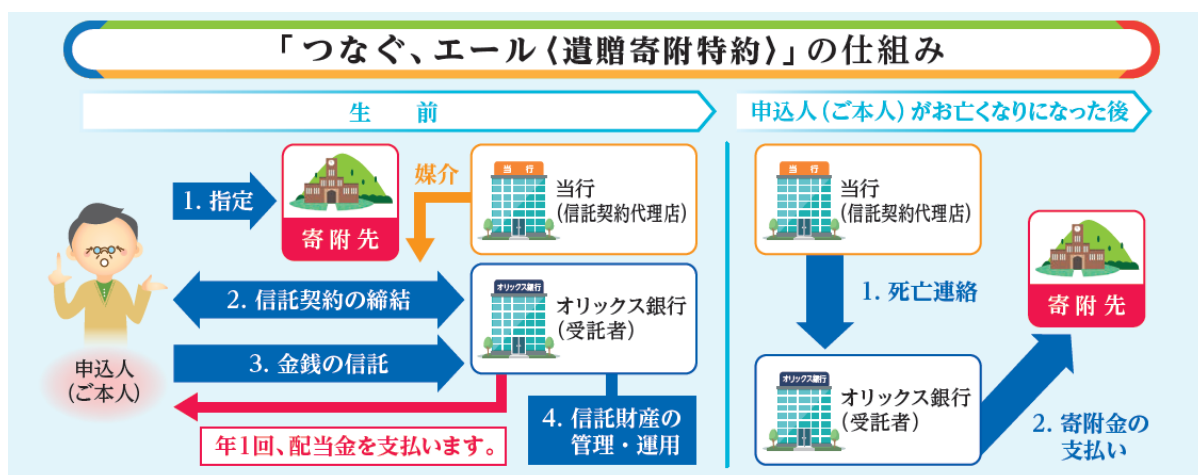 「つなぐ、エール〈遺贈寄附特約〉」の仕組み
生 前
1. 指定
寄附先
媒介
当 行
当行
(信託契約代理店)
2. 信託契約の締結
オリックス銀行
オリックス銀行
(受託者)
3. 金銭の信託
申込人
(ご本人)
年1回、配当金を支払います。
4. 信託財産の
管理・運用
申込人(ご本人)がお亡くなりになった後
当 行
当行
(信託契約代理店)
1. 死亡連絡
寄附先
オリックス銀行
オリックス銀行
(受託者)
2. 寄附金の
支払い